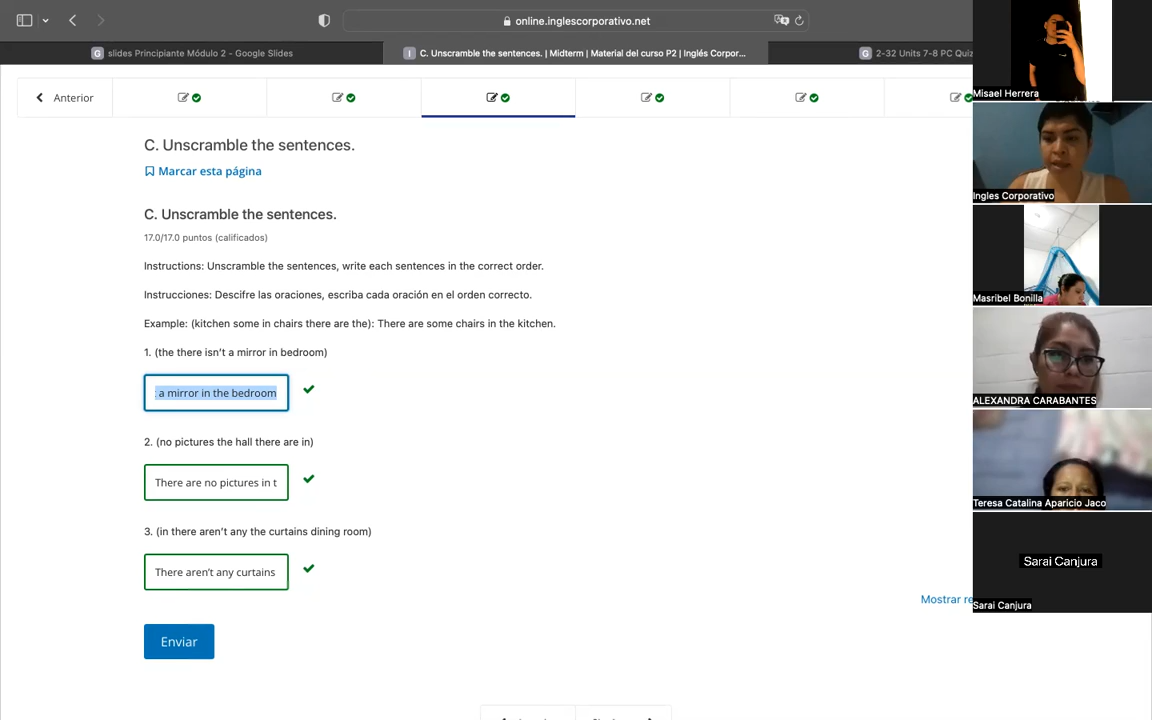 online.inglescorporativo.net
slides Principiante Módulo 2 - Google Slides
C. Unscramble the sentences. | Midterm | Material del curso P2 | Inglés Corpor...
2-32 Units 7-8 PC Quiz
Anterior
C. Unscramble the sentences.
Marcar esta página
C. Unscramble the sentences.
17.0/17.0 puntos (calificados)
Instructions: Unscramble the sentences, write each sentences in the correct order.
Instrucciones: Descifre las oraciones, escriba cada oración en el orden correcto.
Example: (kitchen some in chairs there are the): There are some chairs in the kitchen.
1. (the there isn't a mirror in bedroom)
a mirror in the bedroom
2. (no pictures the hall there are in)
There are no pictures in t
3. (in there aren't any the curtains dining room)
There aren't any curtains
Mostrar re
Enviar
Misael Herrera
Ingles Corporativo
Masribel Bonilla
ALEXANDRA CARABANTES
Teresa Catalina Aparicio Jaco
Sarai Canjura
Sarai Canjura